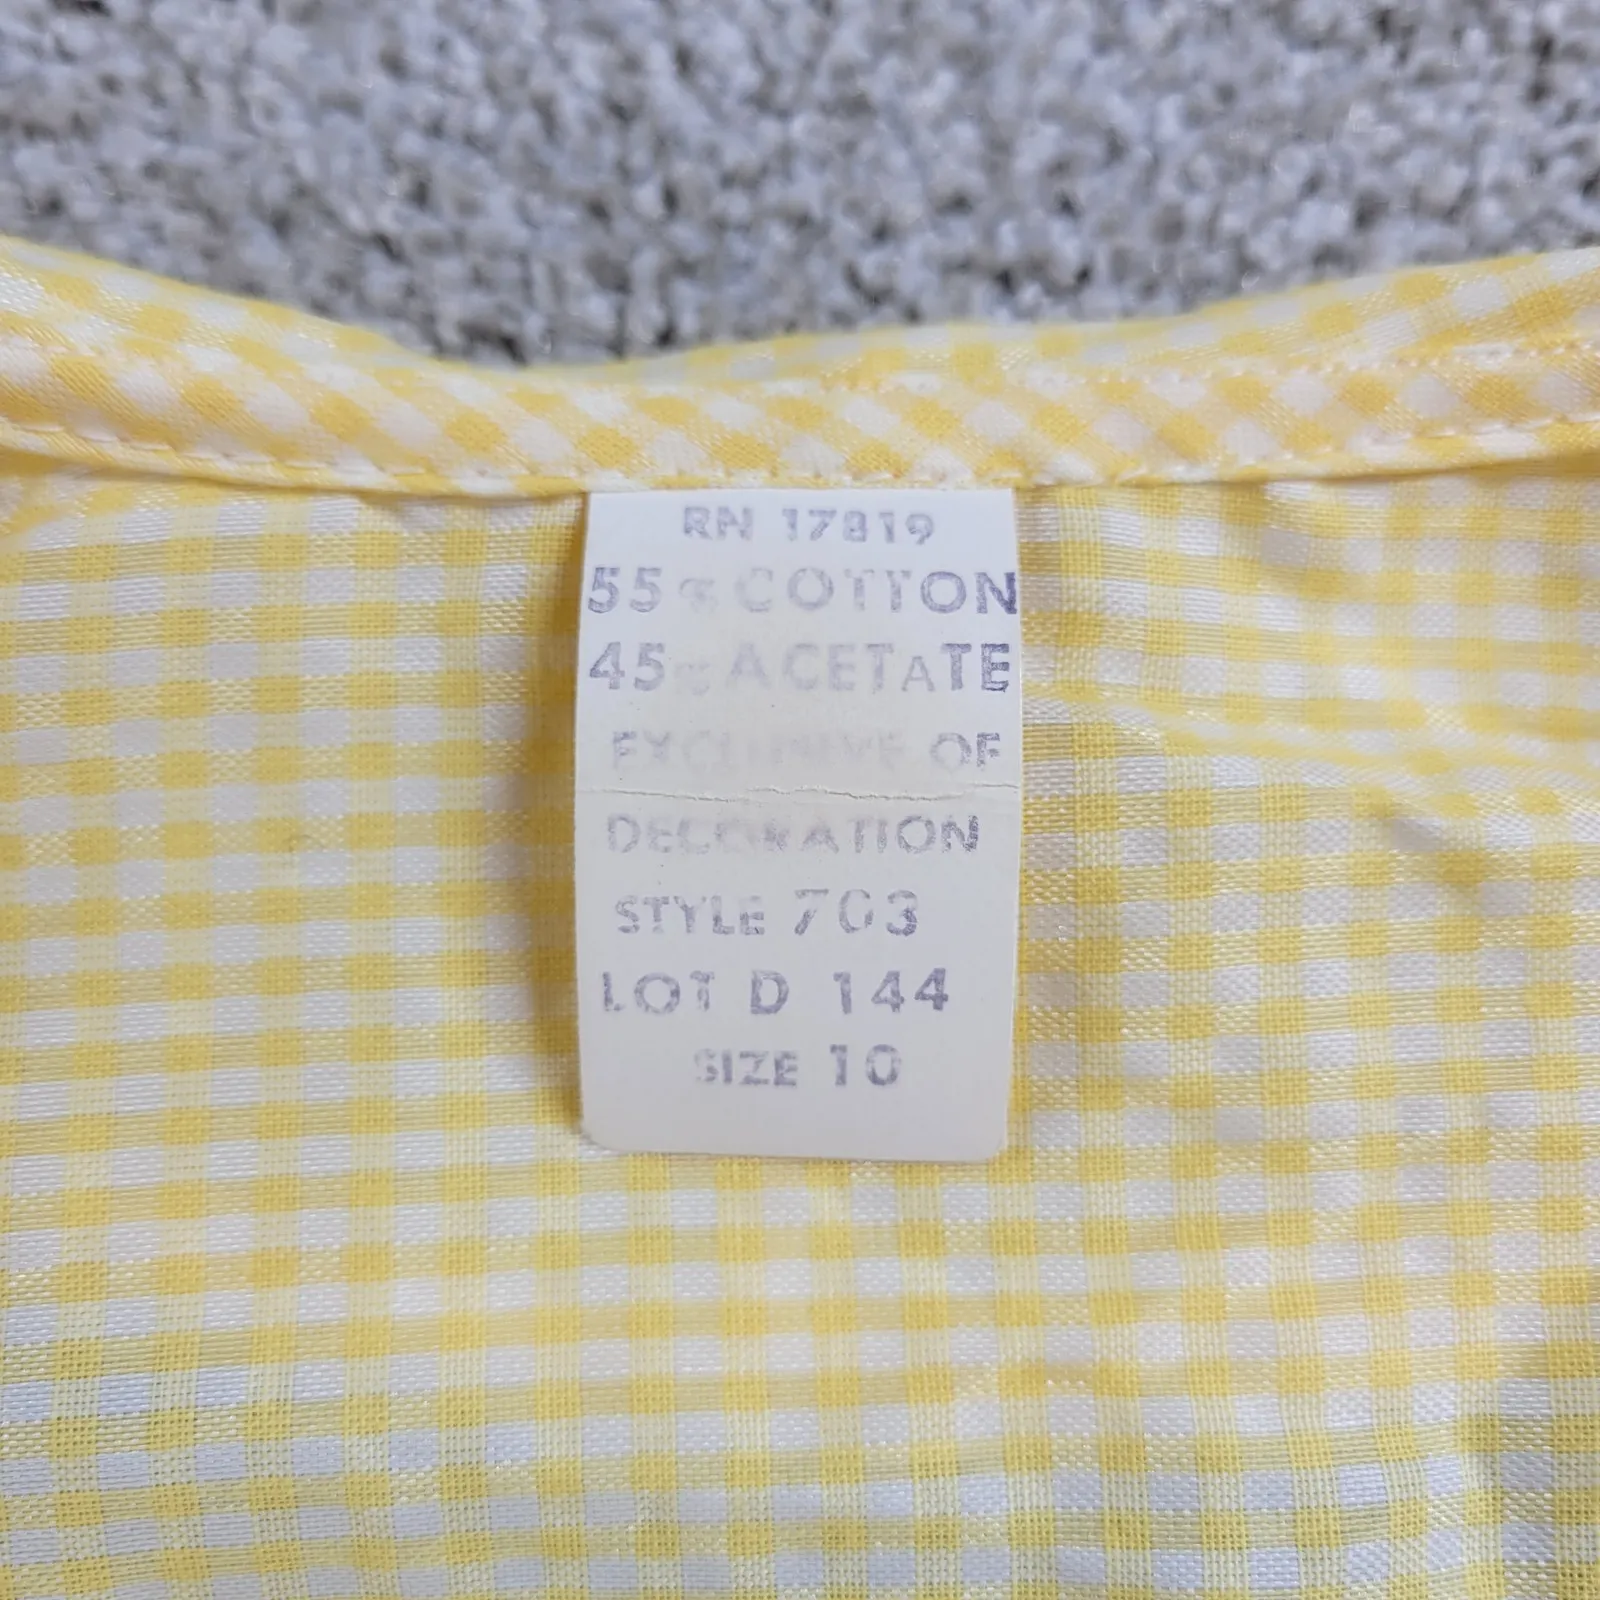 RN 17819
55% COTTON
45% ACETATE
EXCLUSIVE OF
DECORATION
STYLE 703
LOT D 144
SIZE 10